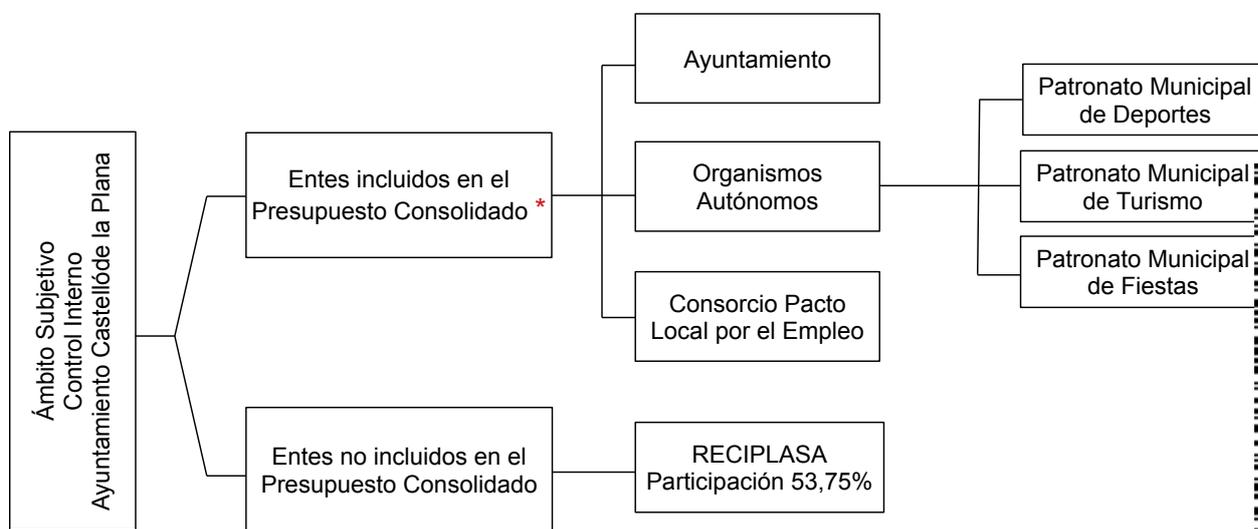 Ámbito Subjetivo
Control Interno
Ayuntamiento Castellóde la Plana
Entes incluidos en el
Presupuesto Consolidado *
Ayuntamiento
Organismos
Autónomos
Consorcio Pacto
Local por el Empleo
Patronato Municipal
de Deportes
Patronato Municipal
de Turismo
Patronato Municipal
de Fiestas
Entes no incluidos en el
Presupuesto Consolidado
RECIPLASA
Participación 53,75%